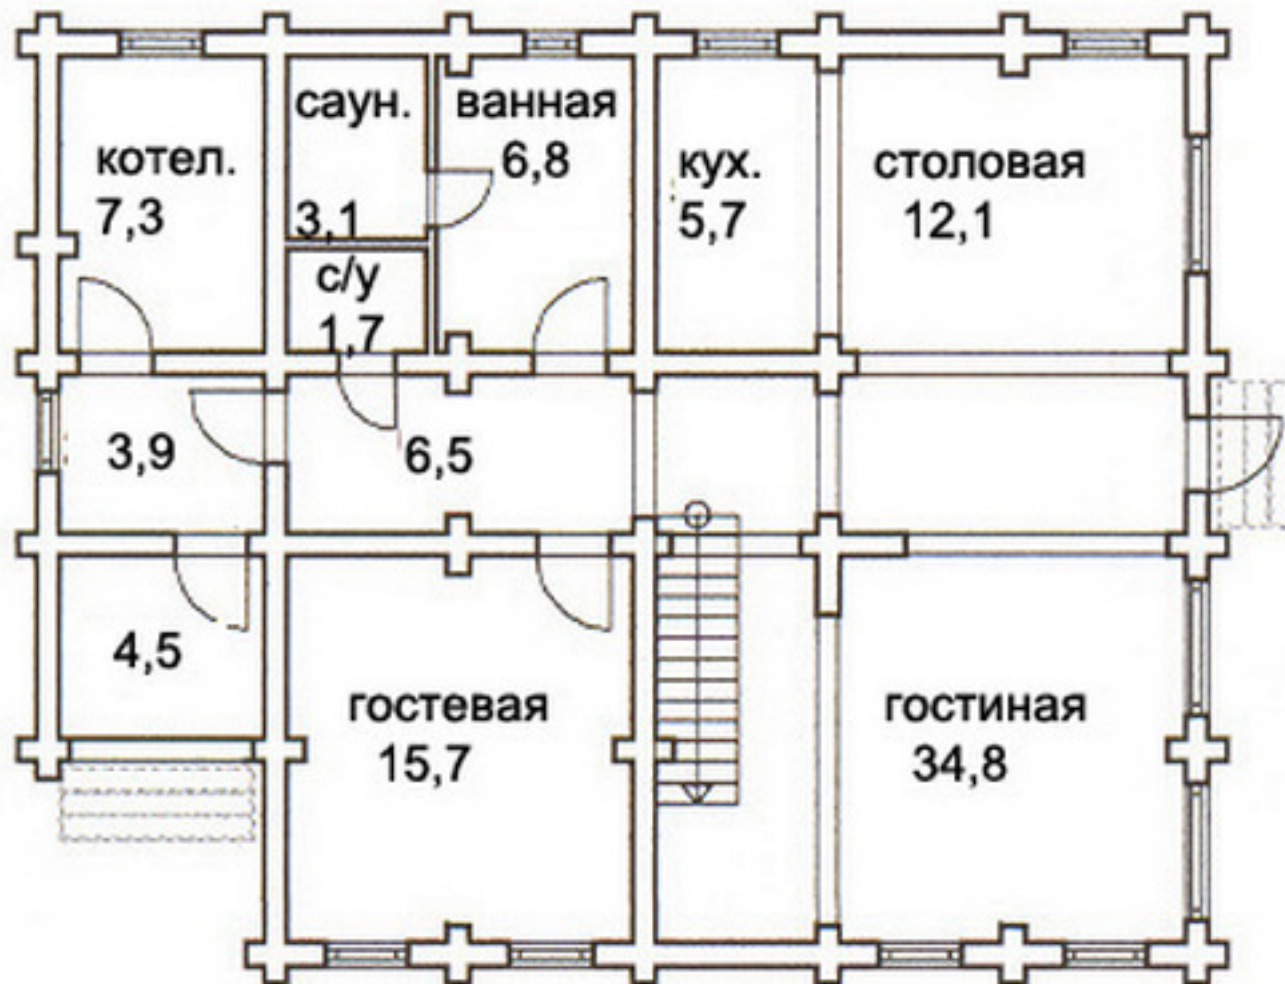 котел.
7,3
саун.
3,1
с/у
1,7
ванная
6,8
кух.
5,7
столовая
12,1
3,9
6,5
4,5
гостевая
15,7
гостиная
34,8